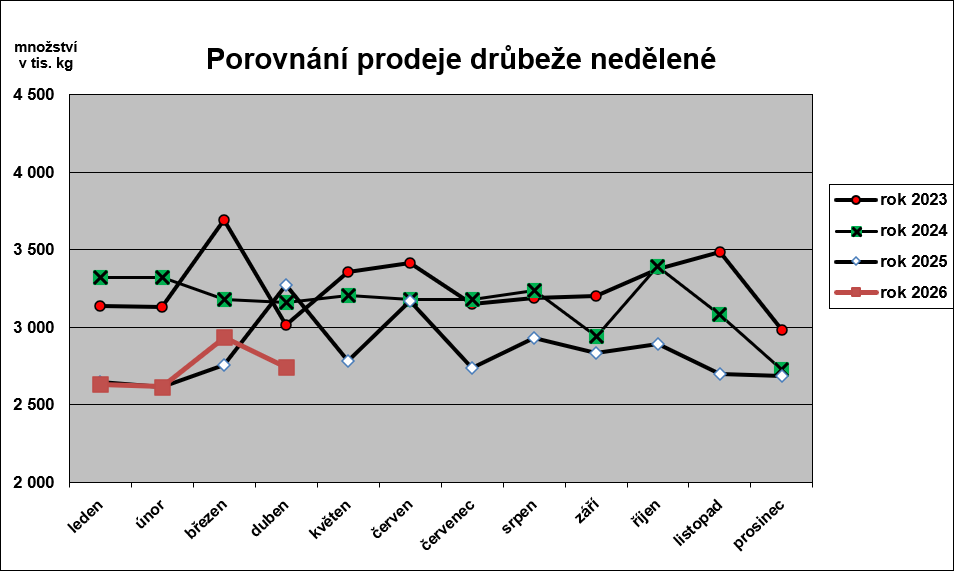 množství
v tis. kg
Porovnání prodeje drůbeže nedělené
4 500
4 000
3 500
3 000
2 500
2 000
leden
únor
březen
duben
květen
červen
červenec
srpen
září
říjen
listopad
prosinec
rok 2023
rok 2024
rok 2025
rok 2026